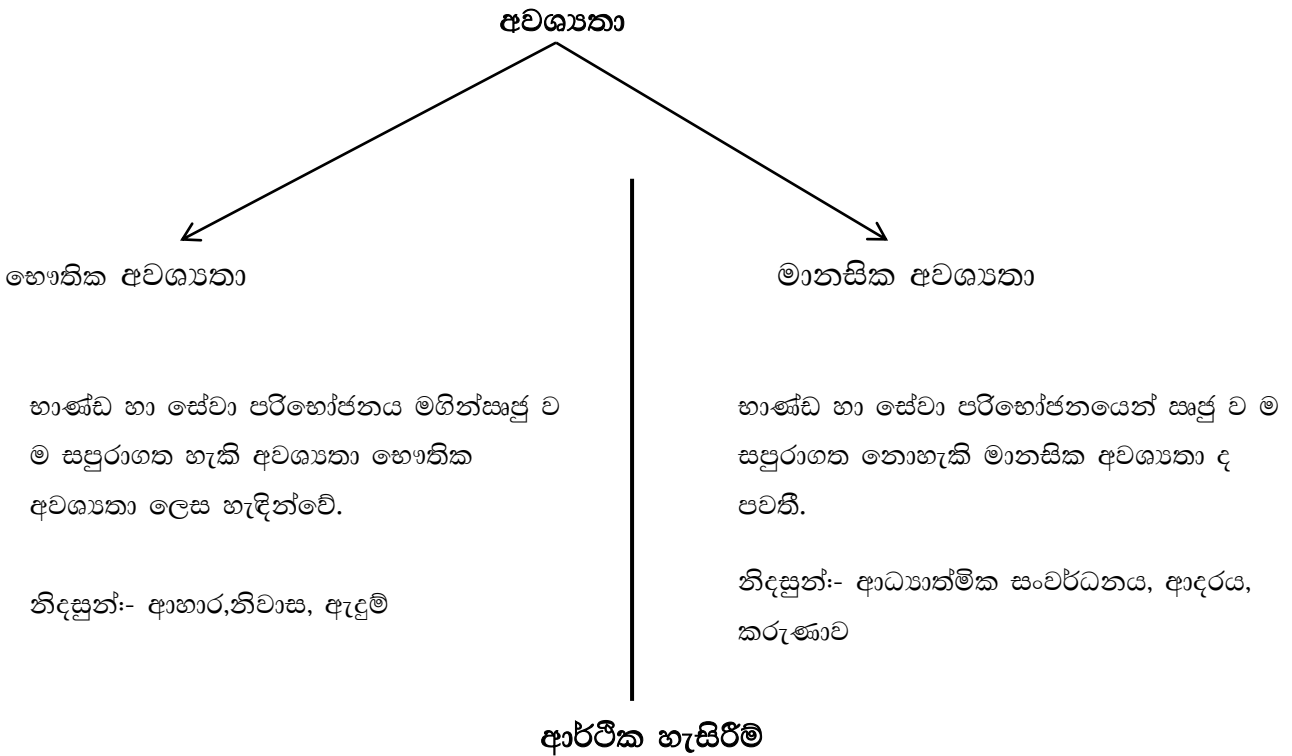 අවශ්‍යතා
භෞතික අවශ්‍යතා
මානසික අවශ්‍යතා
භාණ්ඩ හා සේවා පරිභෝජනය මගින්ඍජු ව
ම සපුරාගත හැකි අවශ්‍යතා භෞතික
අවශ්‍යතා ලෙස හැඳින්වේ.
නිදසුන්:- ආහාර,නිවාස, ඇදුම්
භාණ්ඩ හා සේවා පරිභෝජනයෙන් ඍජු ව ම
සපුරාගත නොහැකි මානසික අවශ්‍යතා ද
පවතී.
නිදසුන්:- ආධ්‍යාත්මික සංවර්ධනය, ආදරය,
කරුණාව
ආර්ථික හැසිරීම්